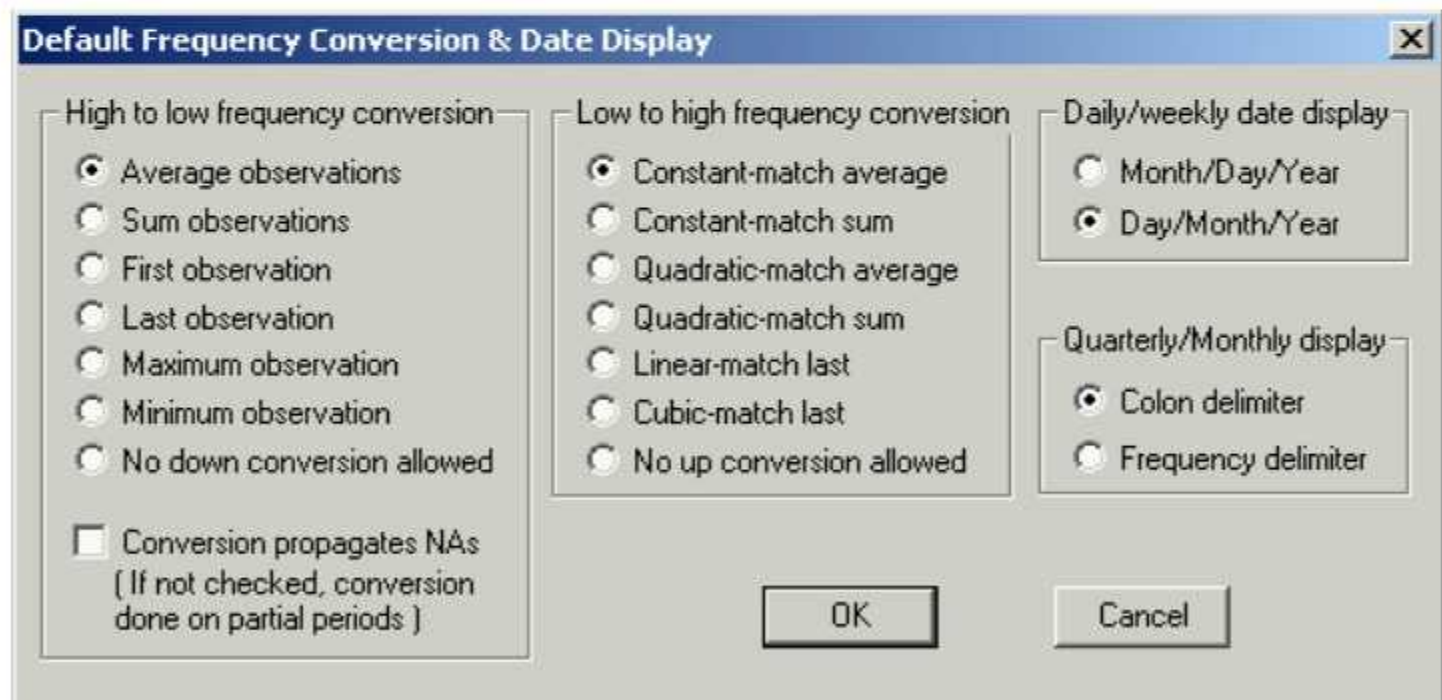 Default Frequency Conversion & Date Display
High to low frequency conversion
Average observations
Sum observations
First observation
Last observation
Maximum observation
Minimum observation
No down conversion allowed
Conversion propagates NAs
( If not checked, conversion
done on partial periods )
Low to high frequency conversion
Constant-match average
Constant-match sum
Quadratic-match average
Quadratic-match sum
Linear-match last
Cubic-match last
No up conversion allowed
Daily/weekly date display
Month/Day/Year
Day/Month/Year
Quarterly/Monthly display
Colon delimiter
Frequency delimiter
OK
Cancel